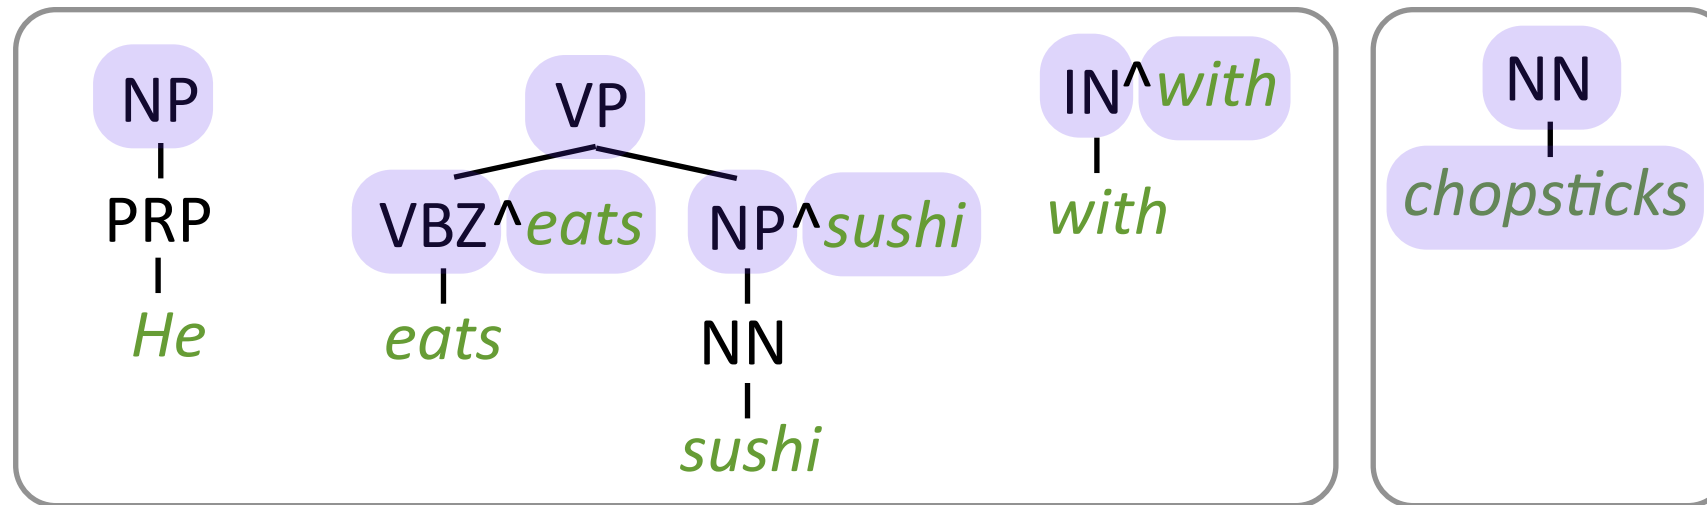 NP
PRP
He
VP
VBZ^eats NP^sushi
eats
NN
sushi
IN^with
with
NN
chopsticks